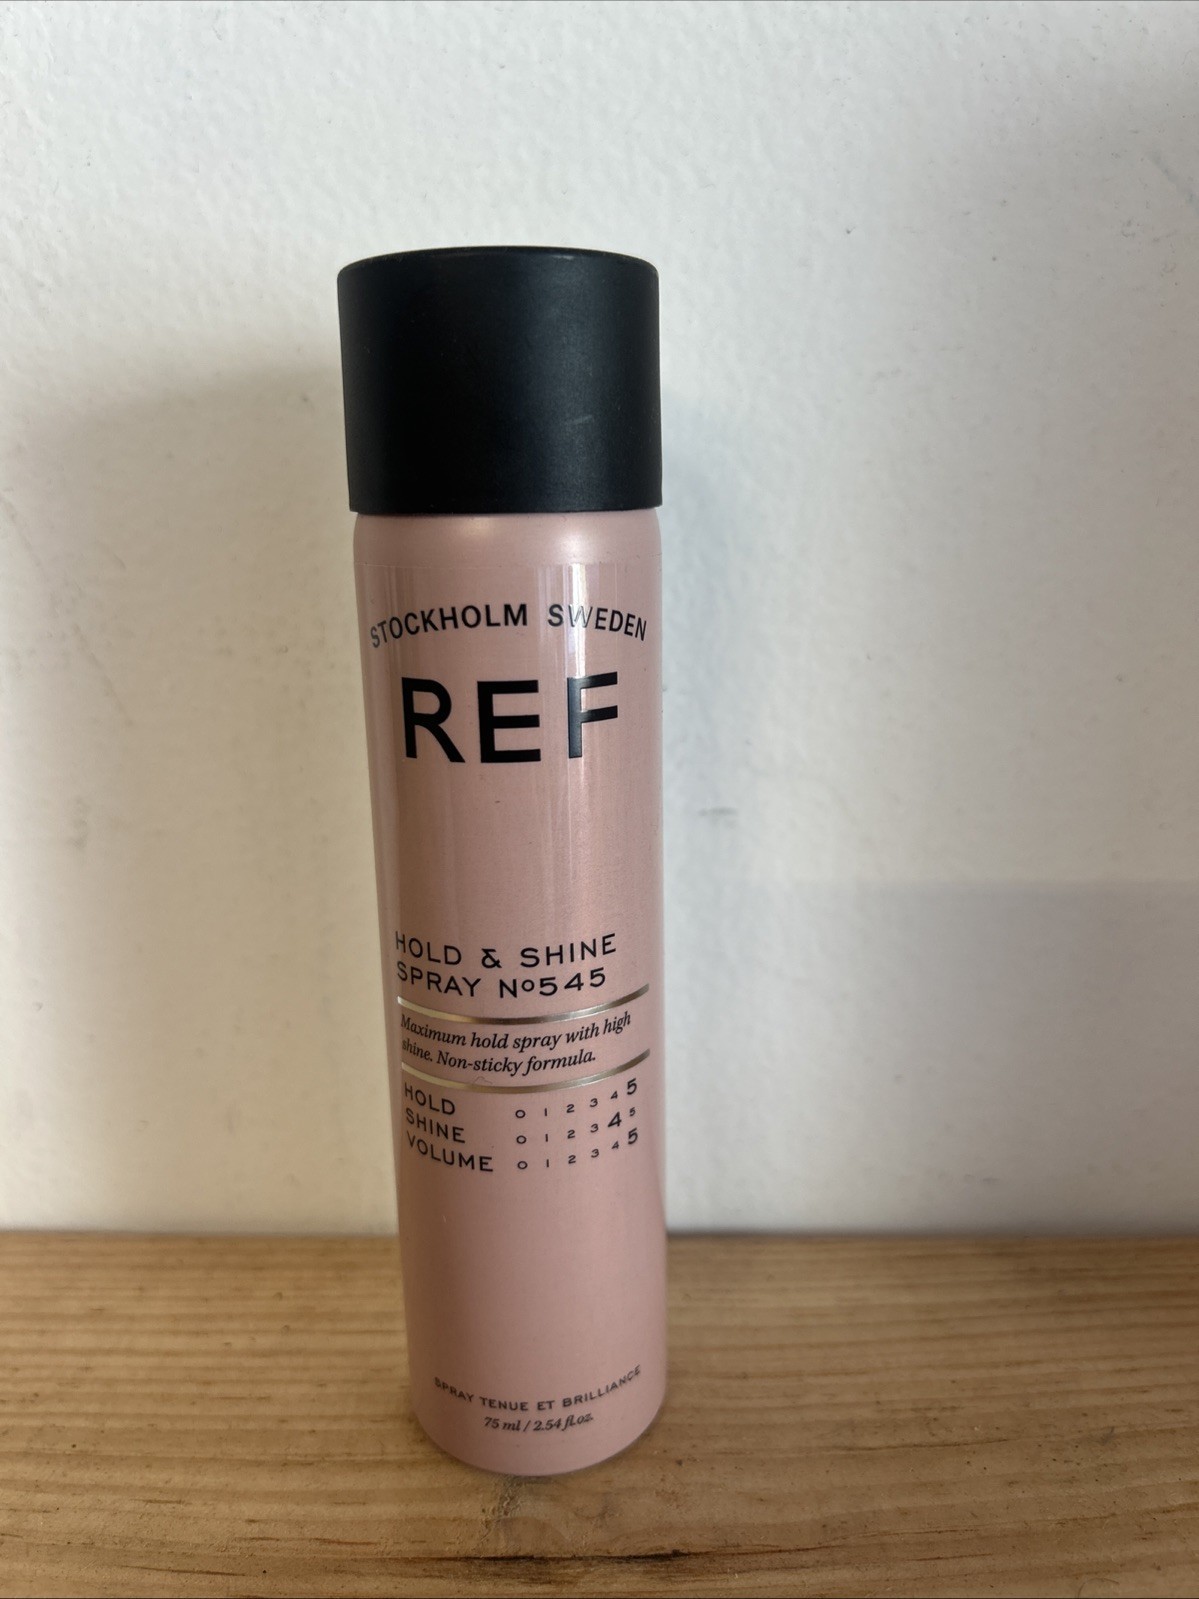 STOCKHOLM SWEDEN
REF
HOLD & SHINE
SPRAY Nº545
Maximum hold spray with high
shine. Non-sticky formula.
HOLD 0 1 2 3 4 5
SHINE 0 1 2 3 4 5
VOLUME 0 1 2 3 4 5
SPRAY TENUE ET BRILLIANCE
75 ml / 2.54 fl.oz.